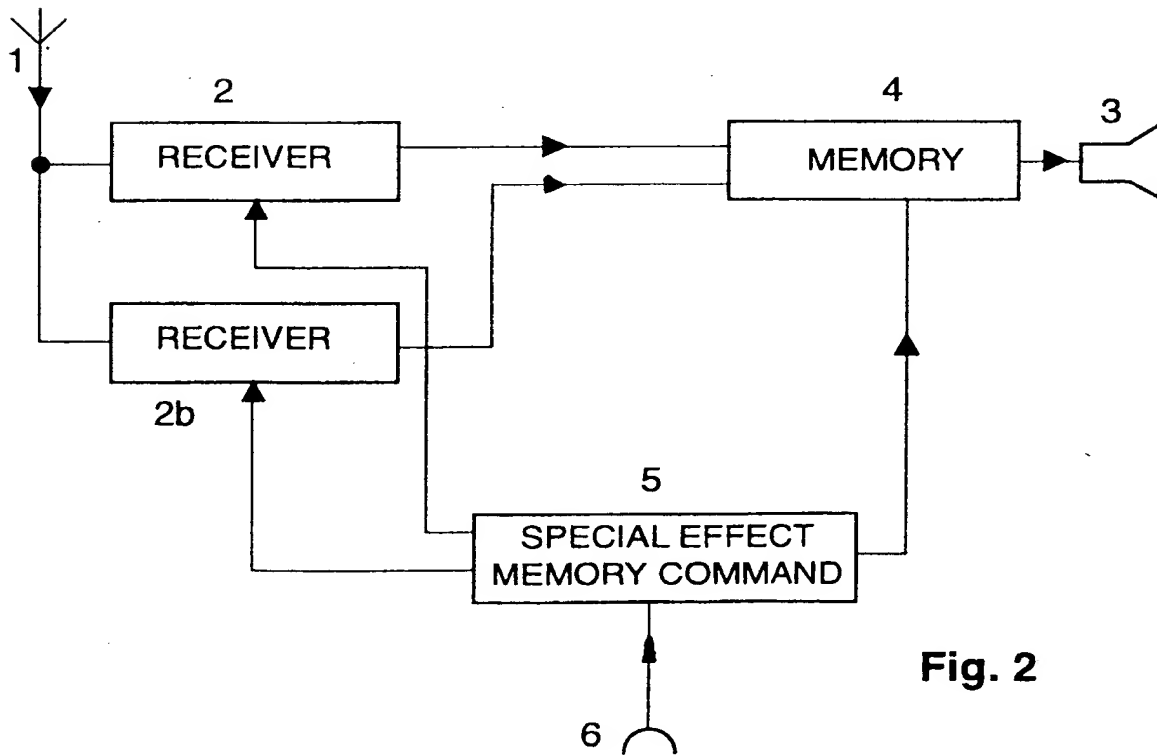 1
2
RECEIVER
4
MEMORY
3
RECEIVER
2b
5
SPECIAL EFFECT
MEMORY COMMAND
Fig. 2
6